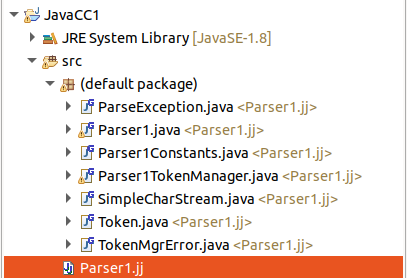 JavaCC1
JRE System Library [JavaSE-1.8]
src
(default package)
ParseException.java <Parser1.jj>
Parser1.java <Parser1.jj>
Parser1Constants.java <Parser1.jj>
Parser1TokenManager.java <Parser1.jj>
SimpleCharStream.java <Parser1.jj>
Token.java <Parser1.jj>
TokenMgrError.java <Parser1.jj>
Parser1.jj